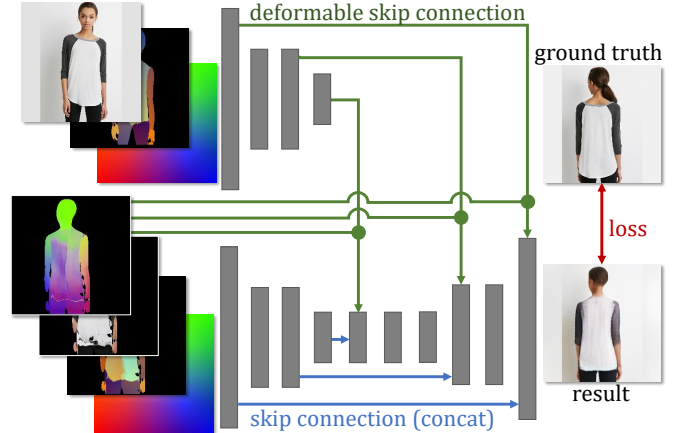 deformable skip connection
ground truth
loss
result
skip connection (concat)